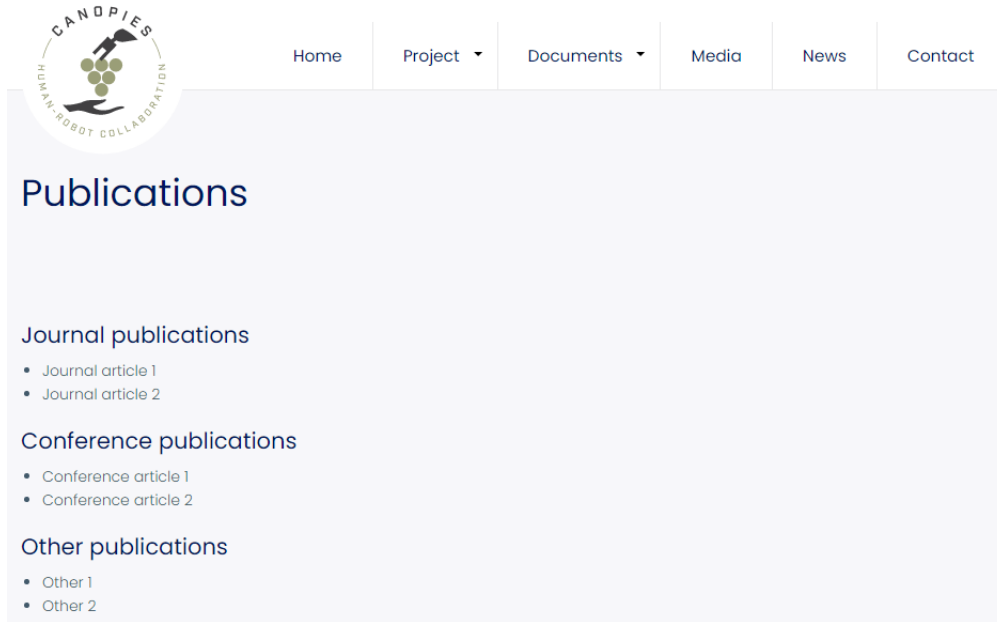 CANOPIES
HUMAN-ROBOT COLLABORATION
Home Project Documents Media News Contact
Publications
Journal publications
• Journal article 1
• Journal article 2
Conference publications
• Conference article 1
• Conference article 2
Other publications
• Other 1
• Other 2